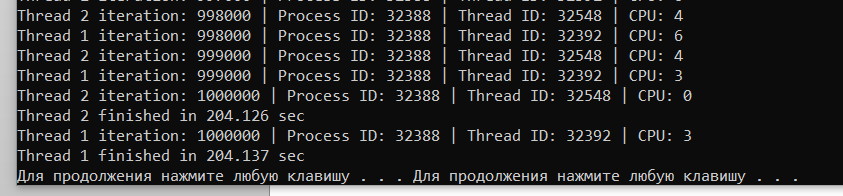 Thread 2 iteration: 998000 | Process ID: 32388 | Thread ID: 32548 | CPU: 4
Thread 1 iteration: 998000 | Process ID: 32388 | Thread ID: 32392 | CPU: 6
Thread 2 iteration: 999000 | Process ID: 32388 | Thread ID: 32548 | CPU: 4
Thread 1 iteration: 999000 | Process ID: 32388 | Thread ID: 32392 | CPU: 3
Thread 2 iteration: 1000000 | Process ID: 32388 | Thread ID: 32548 | CPU: 0
Thread 2 finished in 204.126 sec
Thread 1 iteration: 1000000 | Process ID: 32388 | Thread ID: 32392 | CPU: 3
Thread 1 finished in 204.137 sec
Для продолжения нажмите любую клавишу . . . Для продолжения нажмите любую клавишу . . .